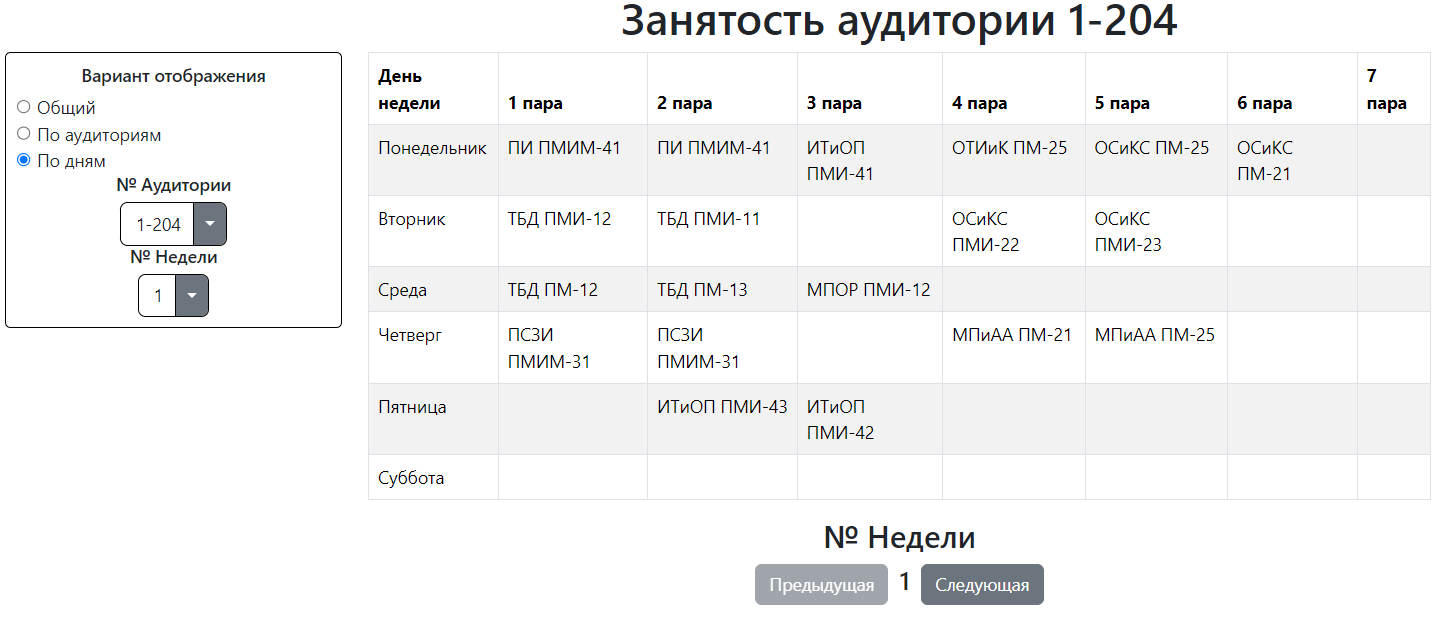 Занятость аудитории 1-204
Вариант отображения
Общий
По аудиториям
По дням
№ Аудитории
1-204
№ Недели
1
День недели 1 пара 2 пара 3 пара 4 пара 5 пара 6 пара 7 пара
Понедельник ПИ ПМИМ-41 ПИ ПМИМ-41 ИТиОП ПМИ-41 ОТИиК ПМ-25 ОСиКС ПМ-25 ОСиКС ПМ-21
Вторник ТБД ПМИ-12 ТБД ПМИ-11 ОСиКС ПМИ-22 ОСиКС ПМИ-23
Среда ТБД ПМ-12 ТБД ПМ-13 МПОР ПМИ-12
Четверг ПСЗИ ПМИМ-31 ПСЗИ ПМИМ-31 МПиАА ПМ-21 МПиАА ПМ-25
Пятница ИТиОП ПМИ-43 ИТиОП ПМИ-42
Суббота
№ Недели
Предыдущая 1 Следующая